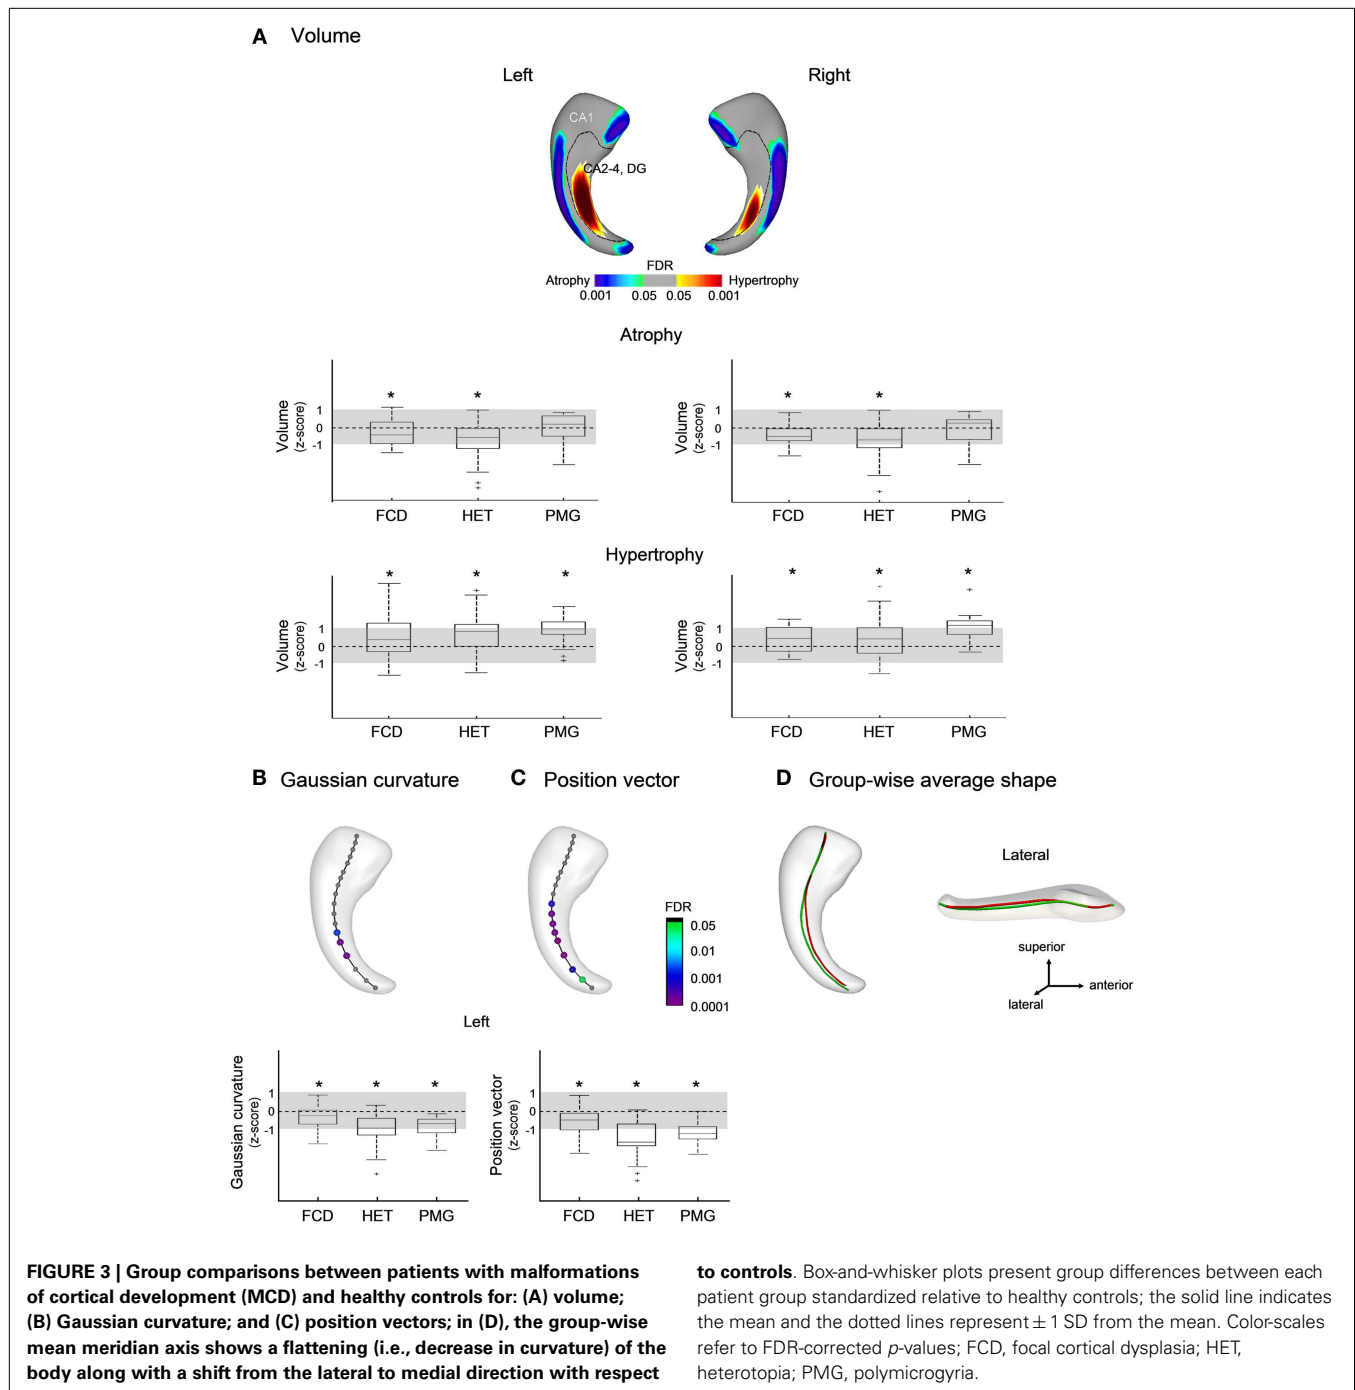 A Volume
Left
Right
CA1
CA2-4, DG
FDR
Atrophy
Hypertrophy
0.001 0.05 0.05 0.001
Atrophy
Volume
(z-score)
1
0
-1
* *
FCD HET PMG
Volume
(z-score)
1
0
-1
* *
FCD HET PMG
Hypertrophy
Volume
(z-score)
1
0
-1
* * *
FCD HET PMG
Volume
(z-score)
1
0
-1
* * *
FCD HET PMG
B Gaussian curvature
C Position vector
D Group-wise average shape
FDR
0.05
0.01
0.001
0.0001
Lateral
superior
anterior
lateral
Left
Gaussian curvature
(z-score)
1
0
-1
* * *
FCD HET PMG
Position vector
(z-score)
1
0
-1
* * *
FCD HET PMG
FIGURE 3 | Group comparisons between patients with malformations
of cortical development (MCD) and healthy controls for: (A) volume;
(B) Gaussian curvature; and (C) position vectors; in (D), the group-wise
mean meridian axis shows a flattening (i.e., decrease in curvature) of the
body along with a shift from the lateral to medial direction with respect
to controls. Box-and-whisker plots present group differences between each
patient group standardized relative to healthy controls; the solid line indicates
the mean and the dotted lines represent ± 1 SD from the mean. Color-scales
refer to FDR-corrected p-values; FCD, focal cortical dysplasia; HET,
heterotopia; PMG, polymicrogyria.